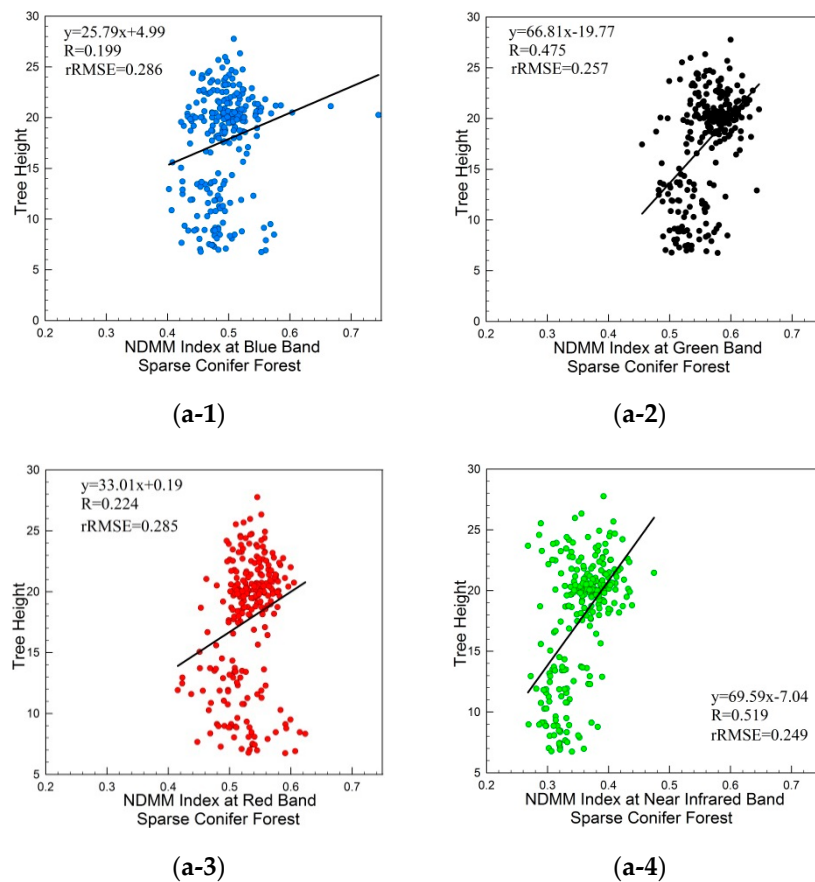 y=25.79x+4.99
R=0.199
rRMSE=0.286
Tree Height
30
25
20
15
10
5
0
0.2 0.3 0.4 0.5 0.6 0.7
NDMM Index at Blue Band
Sparse Conifer Forest
(a-1)
y=66.81x-19.77
R=0.475
rRMSE=0.257
Tree Height
30
25
20
15
10
5
0
0.2 0.3 0.4 0.5 0.6 0.7
NDMM Index at Green Band
Sparse Conifer Forest
(a-2)
y=33.01x+0.19
R=0.224
rRMSE=0.285
Tree Height
30
25
20
15
10
5
0.2 0.3 0.4 0.5 0.6 0.7
NDMM Index at Red Band
Sparse Conifer Forest
(a-3)
Tree Height
30
25
20
15
10
5
y=69.59x-7.04
R=0.519
rRMSE=0.249
0.2 0.3 0.4 0.5 0.6 0.7
NDMM Index at Near Infrared Band
Sparse Conifer Forest
(a-4)